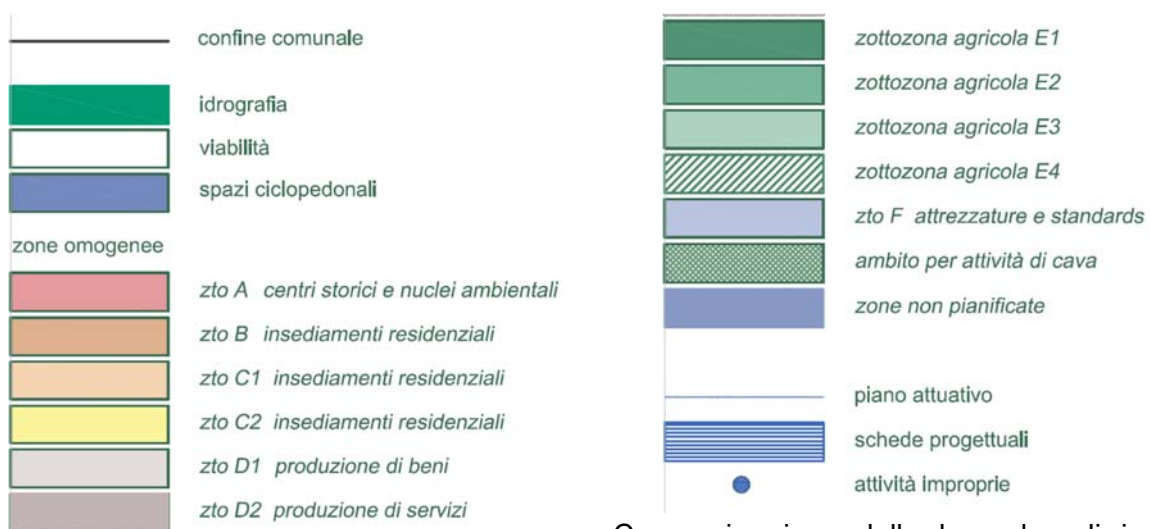 confine comunale
idrografia
viabilità
spazi ciclopedonali
zone omogenee
zto A centri storici e nuclei ambientali
zto B insediamenti residenziali
zto C1 insediamenti residenziali
zto C2 insediamenti residenziali
zto D1 produzione di beni
zto D2 produzione di servizi
zottozona agricola E1
zottozona agricola E2
zottozona agricola E3
zottozona agricola E4
zto F attrezzature e standards
ambito per attività di cava
zone non pianificate
piano attuativo
schede progettuali
attività improprie